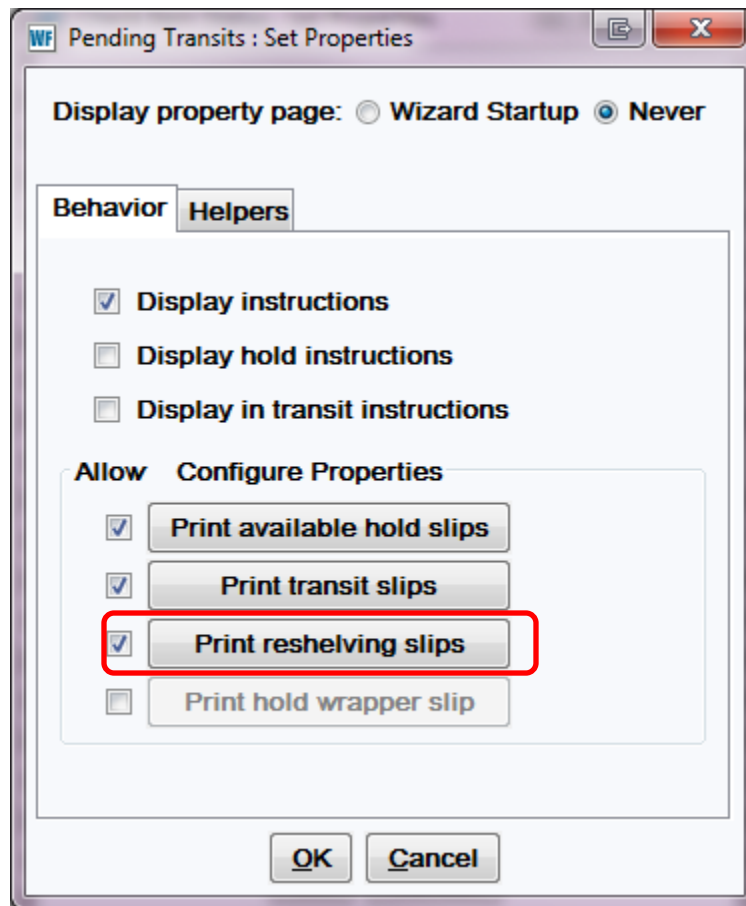 WF Pending Transits : Set Properties
Display property page: Wizard Startup Never
Behavior Helpers
Display instructions
Display hold instructions
Display in transit instructions
Allow Configure Properties
Print available hold slips
Print transit slips
Print reshelving slips
Print hold wrapper slip
OK Cancel